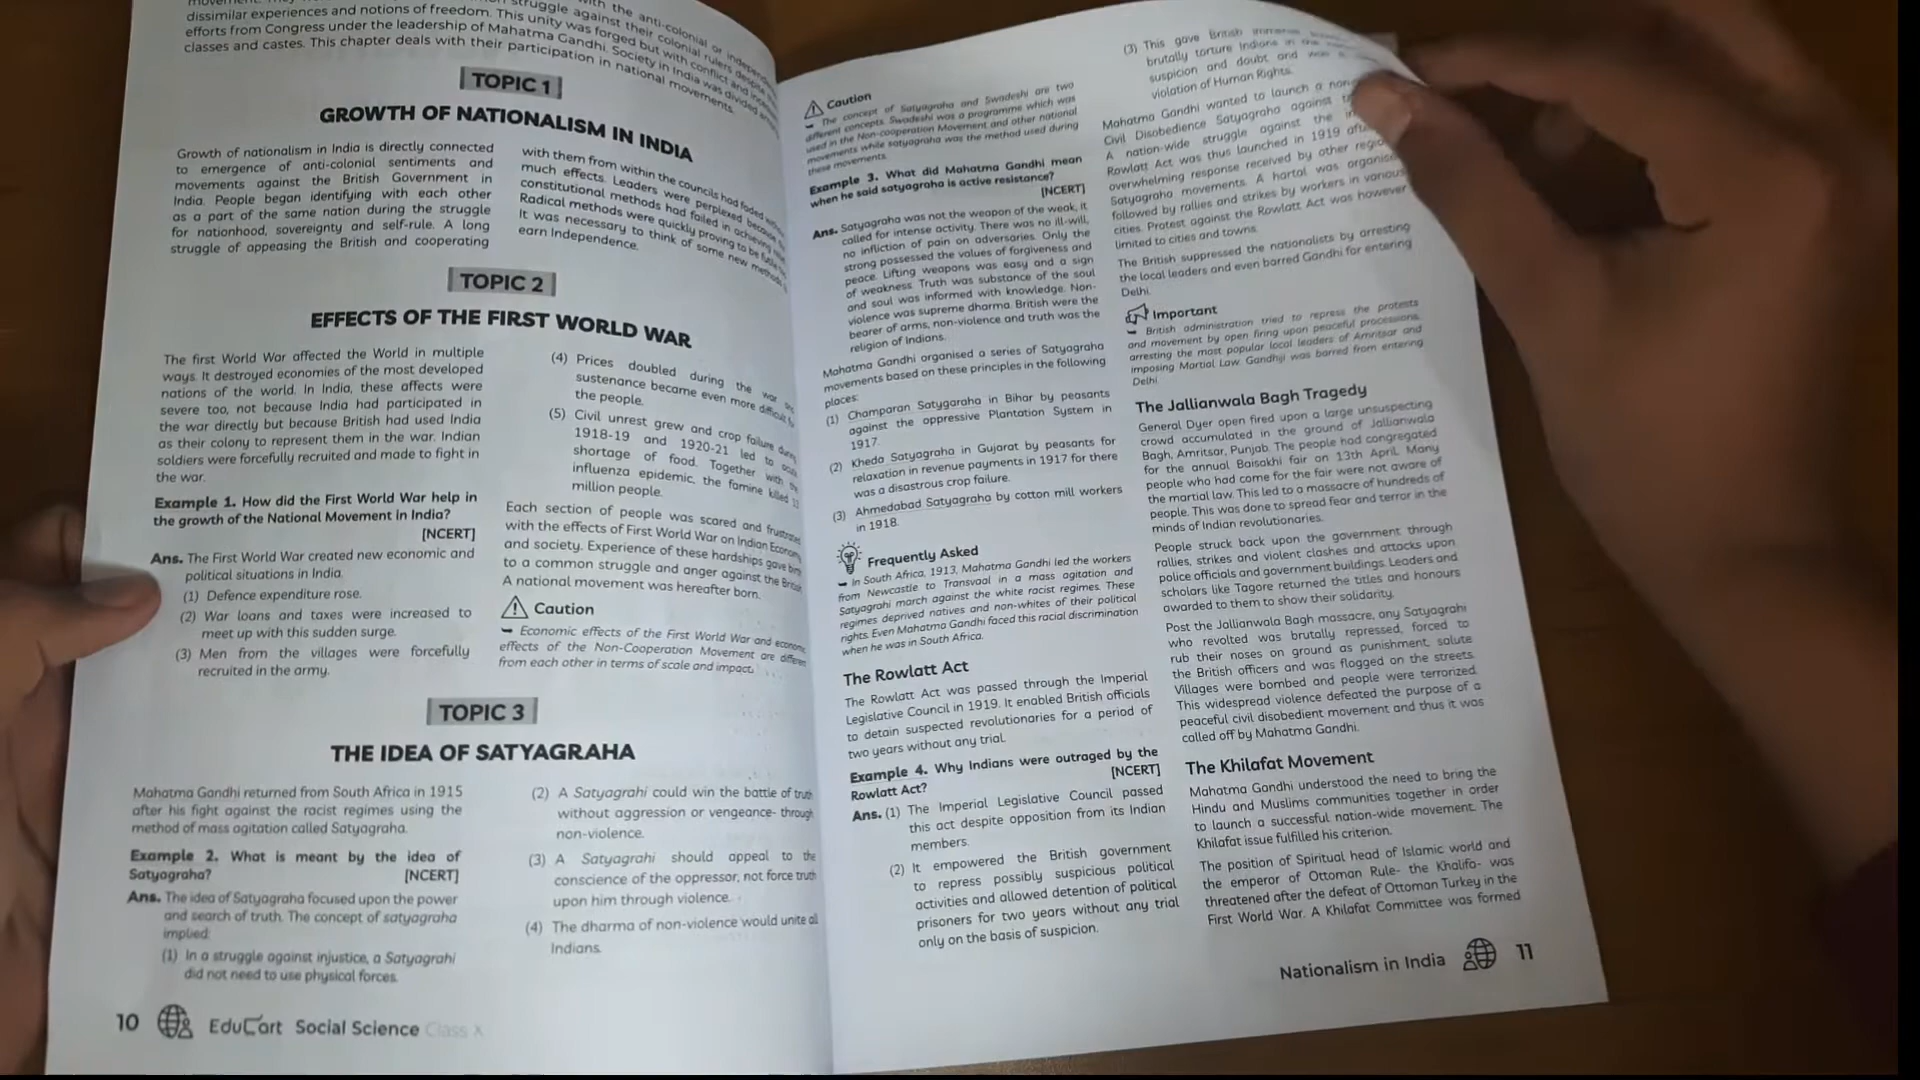 dissimilar experiences and notions of freedom. This unity was forged but with conflict and
efforts from Congress under the leadership of Mahatma Gandhi. Society in India was divided
classes and castes. This chapter deals with their participation in national movements.
TOPIC 1
GROWTH OF NATIONALISM IN INDIA
Growth of nationalism in India is directly connected
to emergence of anti-colonial sentiments and
movements against the British Government in
India. People began identifying with each other
as a part of the same nation during the struggle
for nationhood, sovereignty and self-rule. A long
struggle of appeasing the British and cooperating
with them from within the councils had faded
much effects. Leaders were perplexed because
constitutional methods had failed in achieving
Radical methods were quickly proving to be futile
It was necessary to think of some new methods
earn Independence.
TOPIC 2
EFFECTS OF THE FIRST WORLD WAR
The first World War affected the World in multiple
ways. It destroyed economies of the most developed
nations of the world. In India, these affects were
severe too, not because India had participated in
the war directly but because British had used India
as their colony to represent them in the war. Indian
soldiers were forcefully recruited and made to fight in
the war.
Example 1. How did the First World War help in
the growth of the National Movement in India?
[NCERT]
Ans. The First World War created new economic and
political situations in India.
(1) Defence expenditure rose.
(2) War loans and taxes were increased to
meet up with this sudden surge.
(3) Men from the villages were forcefully
recruited in the army.
(4) Prices doubled during the war
sustenance became even more difficult
the people.
(5) Civil unrest grew and crop failure
1918-19 and 1920-21 led to
shortage of food. Together with
influenza epidemic, the famine killed
million people.
Each section of people was scared and frustrated
with the effects of First World War on Indian Economy
and society. Experience of these hardships gave
to a common struggle and anger against the British
A national movement was hereafter born.
Caution
Economic effects of the First World War and economic
effects of the Non-Cooperation Movement are different
from each other in terms of scale and impact.
TOPIC 3
THE IDEA OF SATYAGRAHA
Mahatma Gandhi returned from South Africa in 1915
after his fight against the racist regimes using the
method of mass agitation called Satyagraha.
Example 2. What is meant by the idea of
Satyagraha? [NCERT]
Ans. The idea of Satyagraha focused upon the power
and search of truth. The concept of satyagraha
implied:
(1) In a struggle against injustice, a Satyagrahi
did not need to use physical forces.
(2) A Satyagrahi could win the battle of truth
without aggression or vengeance- through
non-violence.
(3) A Satyagrahi should appeal to the
conscience of the oppressor, not force truth
upon him through violence.
(4) The dharma of non-violence would unite all
Indians.
10 EduCart Social Science Class X
Caution
The concept of Satyagraha and Swadeshi are two
different concepts. Swadeshi was a programme which was
used in the Non-cooperation Movement and other national
movements while satyagraha was the method used during
these movements.
Example 3. What did Mahatma Gandhi mean
when he said satyagraha is active resistance?
[NCERT]
Ans. Satyagraha was not the weapon of the weak, it
called for intense activity. There was no ill-will,
no infliction of pain on adversaries. Only the
strong possessed the values of forgiveness and
peace. Lifting weapons was easy and a sign
of weakness. Truth was substance of the soul
and soul was informed with knowledge. Non-
violence was supreme dharma. British were the
bearer of arms, non-violence and truth was the
religion of Indians.
Mahatma Gandhi organised a series of Satyagraha
movements based on these principles in the following
places:
(1) Champaran Satygaraha in Bihar by peasants
against the oppressive Plantation System in
1917.
(2) Kheda Satyagraha in Gujarat by peasants for
relaxation in revenue payments in 1917 for there
was a disastrous crop failure.
(3) Ahmedabad Satyagraha by cotton mill workers
in 1918.
Frequently Asked
In South Africa, 1913, Mahatma Gandhi led the workers
from Newcastle to Transvaal in a mass agitation and
Satyagrahi march against the white racist regimes. These
regimes deprived natives and non-whites of their political
rights. Even Mahatma Gandhi faced this racial discrimination
when he was in South Africa.
The Rowlatt Act
The Rowlatt Act was passed through the Imperial
Legislative Council in 1919. It enabled British officials
to detain suspected revolutionaries for a period of
two years without any trial.
Example 4. Why Indians were outraged by the
Rowlatt Act? [NCERT]
Ans. (1) The Imperial Legislative Council passed
this act despite opposition from its Indian
members.
(2) It empowered the British government
to repress possibly suspicious political
activities and allowed detention of political
prisoners for two years without any trial
only on the basis of suspicion.
(3) This gave British
brutally torture Indians in
suspicion and doubt and was
violation of Human Rights.
Mahatma Gandhi wanted to launch a
Civil Disobedience Satyagraha against
A nation-wide struggle against the
Rowlatt Act was thus launched in 1919
overwhelming response received by other
Satyagraha movements. A hartal was
followed by rallies and strikes by workers in various
cities. Protest against the Rowlatt Act was however
limited to cities and towns.
The British suppressed the nationalists by arresting
the local leaders and even barred Gandhi for entering
Delhi.
Important
British administration tried to repress the protests
and movement by open firing upon peaceful processions,
arresting the most popular local leaders of Amritsar and
imposing Martial Law. Gandhiji was barred from entering
Delhi.
The Jallianwala Bagh Tragedy
General Dyer open fired upon a large unsuspecting
crowd accumulated in the ground of Jallianwala
Bagh, Amritsar, Punjab. The people had congregated
for the annual Baisakhi fair on 13th April. Many
people who had come for the fair were not aware of
the martial law. This led to a massacre of hundreds of
people. This was done to spread fear and terror in the
minds of Indian revolutionaries.
People struck back upon the government through
rallies, strikes and violent clashes and attacks upon
police officials and government buildings. Leaders and
scholars like Tagore returned the titles and honours
awarded to them to show their solidarity.
Post the Jallianwala Bagh massacre, any Satyagrahi
who revolted was brutally repressed, forced to
rub their noses on ground as punishment, salute
the British officers and was flogged on the streets.
Villages were bombed and people were terronzed.
This widespread violence defeated the purpose of a
peaceful civil disobedient movement and thus it was
called off by Mahatma Gandhi.
The Khilafat Movement
Mahatma Gandhi understood the need to bring the
Hindu and Muslims communities together in order
to launch a successful nation-wide movement. The
Khilafat issue fulfilled his criterion.
The position of Spiritual head of Islamic world and
the emperor of Ottoman Rule- the Khalifa- was
threatened after the defeat of Ottoman Turkey in the
First World War. A Khilafat Committee was formed
Nationalism in India 11